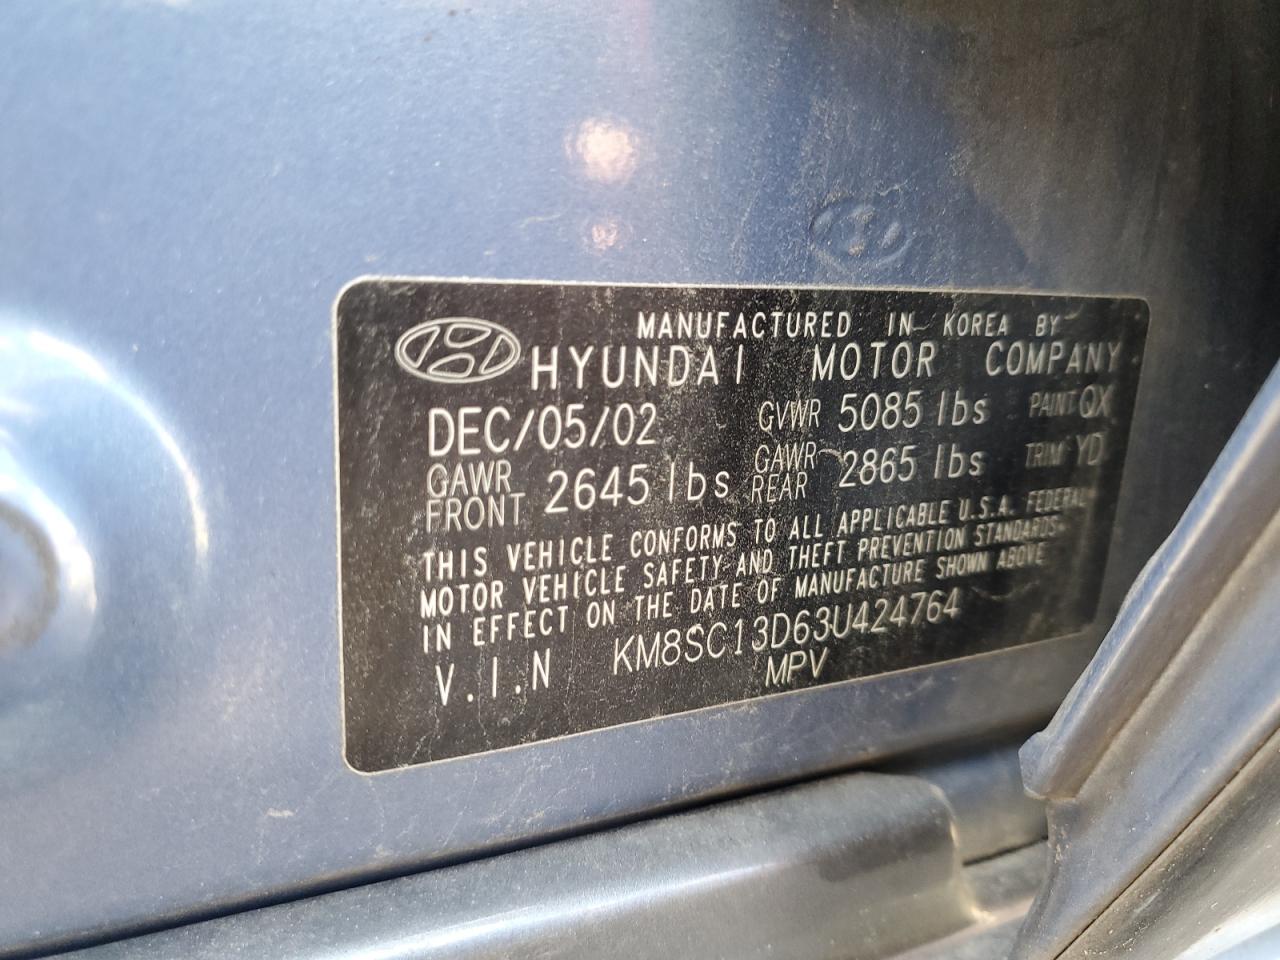 MANUFACTURED IN KOREA BY
HYUNDAI MOTOR COMPANY
DEC/05/02 GVWR 5085 lbs PAINT QX
GAWR FRONT 2645 lbs GAWR REAR 2865 lbs TRIM YD
THIS VEHICLE CONFORMS TO ALL APPLICABLE U.S.A. FEDERAL
MOTOR VEHICLE SAFETY AND THEFT PREVENTION STANDARDS
IN EFFECT ON THE DATE OF MANUFACTURE SHOWN ABOVE
V.I.N KM8SC13D63U424764
MPV